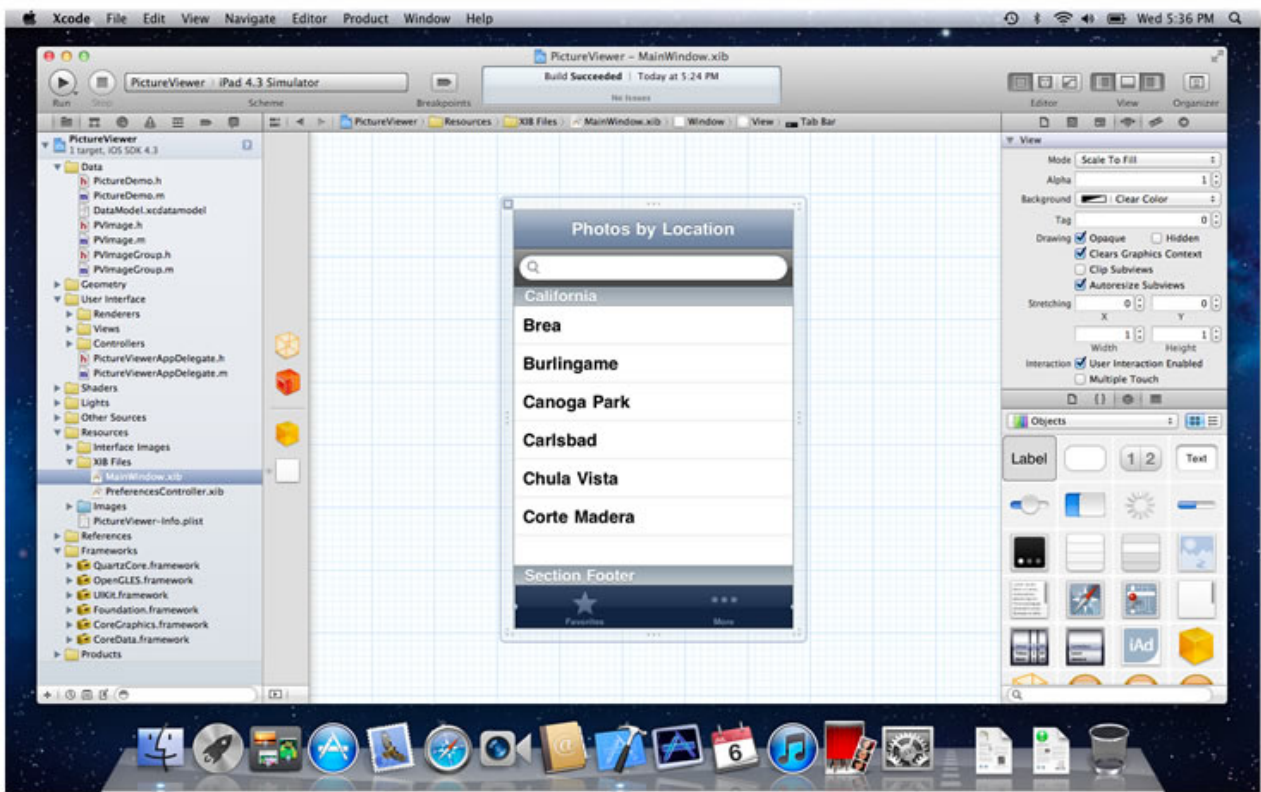 Xcode File Edit View Navigate Editor Product Window Help Wed 5:36 PM
PictureViewer – MainWindow.xib
PictureViewer iPad 4.3 Simulator
Build Succeeded | Today at 5:24 PM
No Issues
Run Stop Scheme Breakpoints Editor View Organizer
PictureViewer Resources XIB Files MainWindow.xib Window View Tab Bar
PictureViewer
1 target, iOS SDK 4.3
Data
PictureDemo.h
PictureDemo.m
DataModel.xcdatamodel
PVImage.h
PVImage.m
PVImageGroup.h
PVImageGroup.m
Geometry
User Interface
Renderers
Views
Controllers
PictureViewerAppDelegate.h
PictureViewerAppDelegate.m
Shaders
Lights
Other Sources
Resources
Interface Images
XIB Files
MainWindow.xib
PreferencesController.xib
Images
PictureViewer-Info.plist
References
Frameworks
QuartzCore.framework
OpenGLES.framework
UIKit.framework
Foundation.framework
CoreGraphics.framework
CoreData.framework
Products
Photos by Location
California
Brea
Burlingame
Canoga Park
Carlsbad
Chula Vista
Corte Madera
Section Footer
Favorites More
View
Mode Scale To Fill
Alpha 1
Background Clear Color
Tag 0
Drawing Opaque Hidden
Clears Graphics Context
Clip Subviews
Autoresize Subviews
Stretching 0 0
X Y
1 1
Width Height
Interaction User Interaction Enabled
Multiple Touch
Objects
Label 1 2 Text
iAd
6